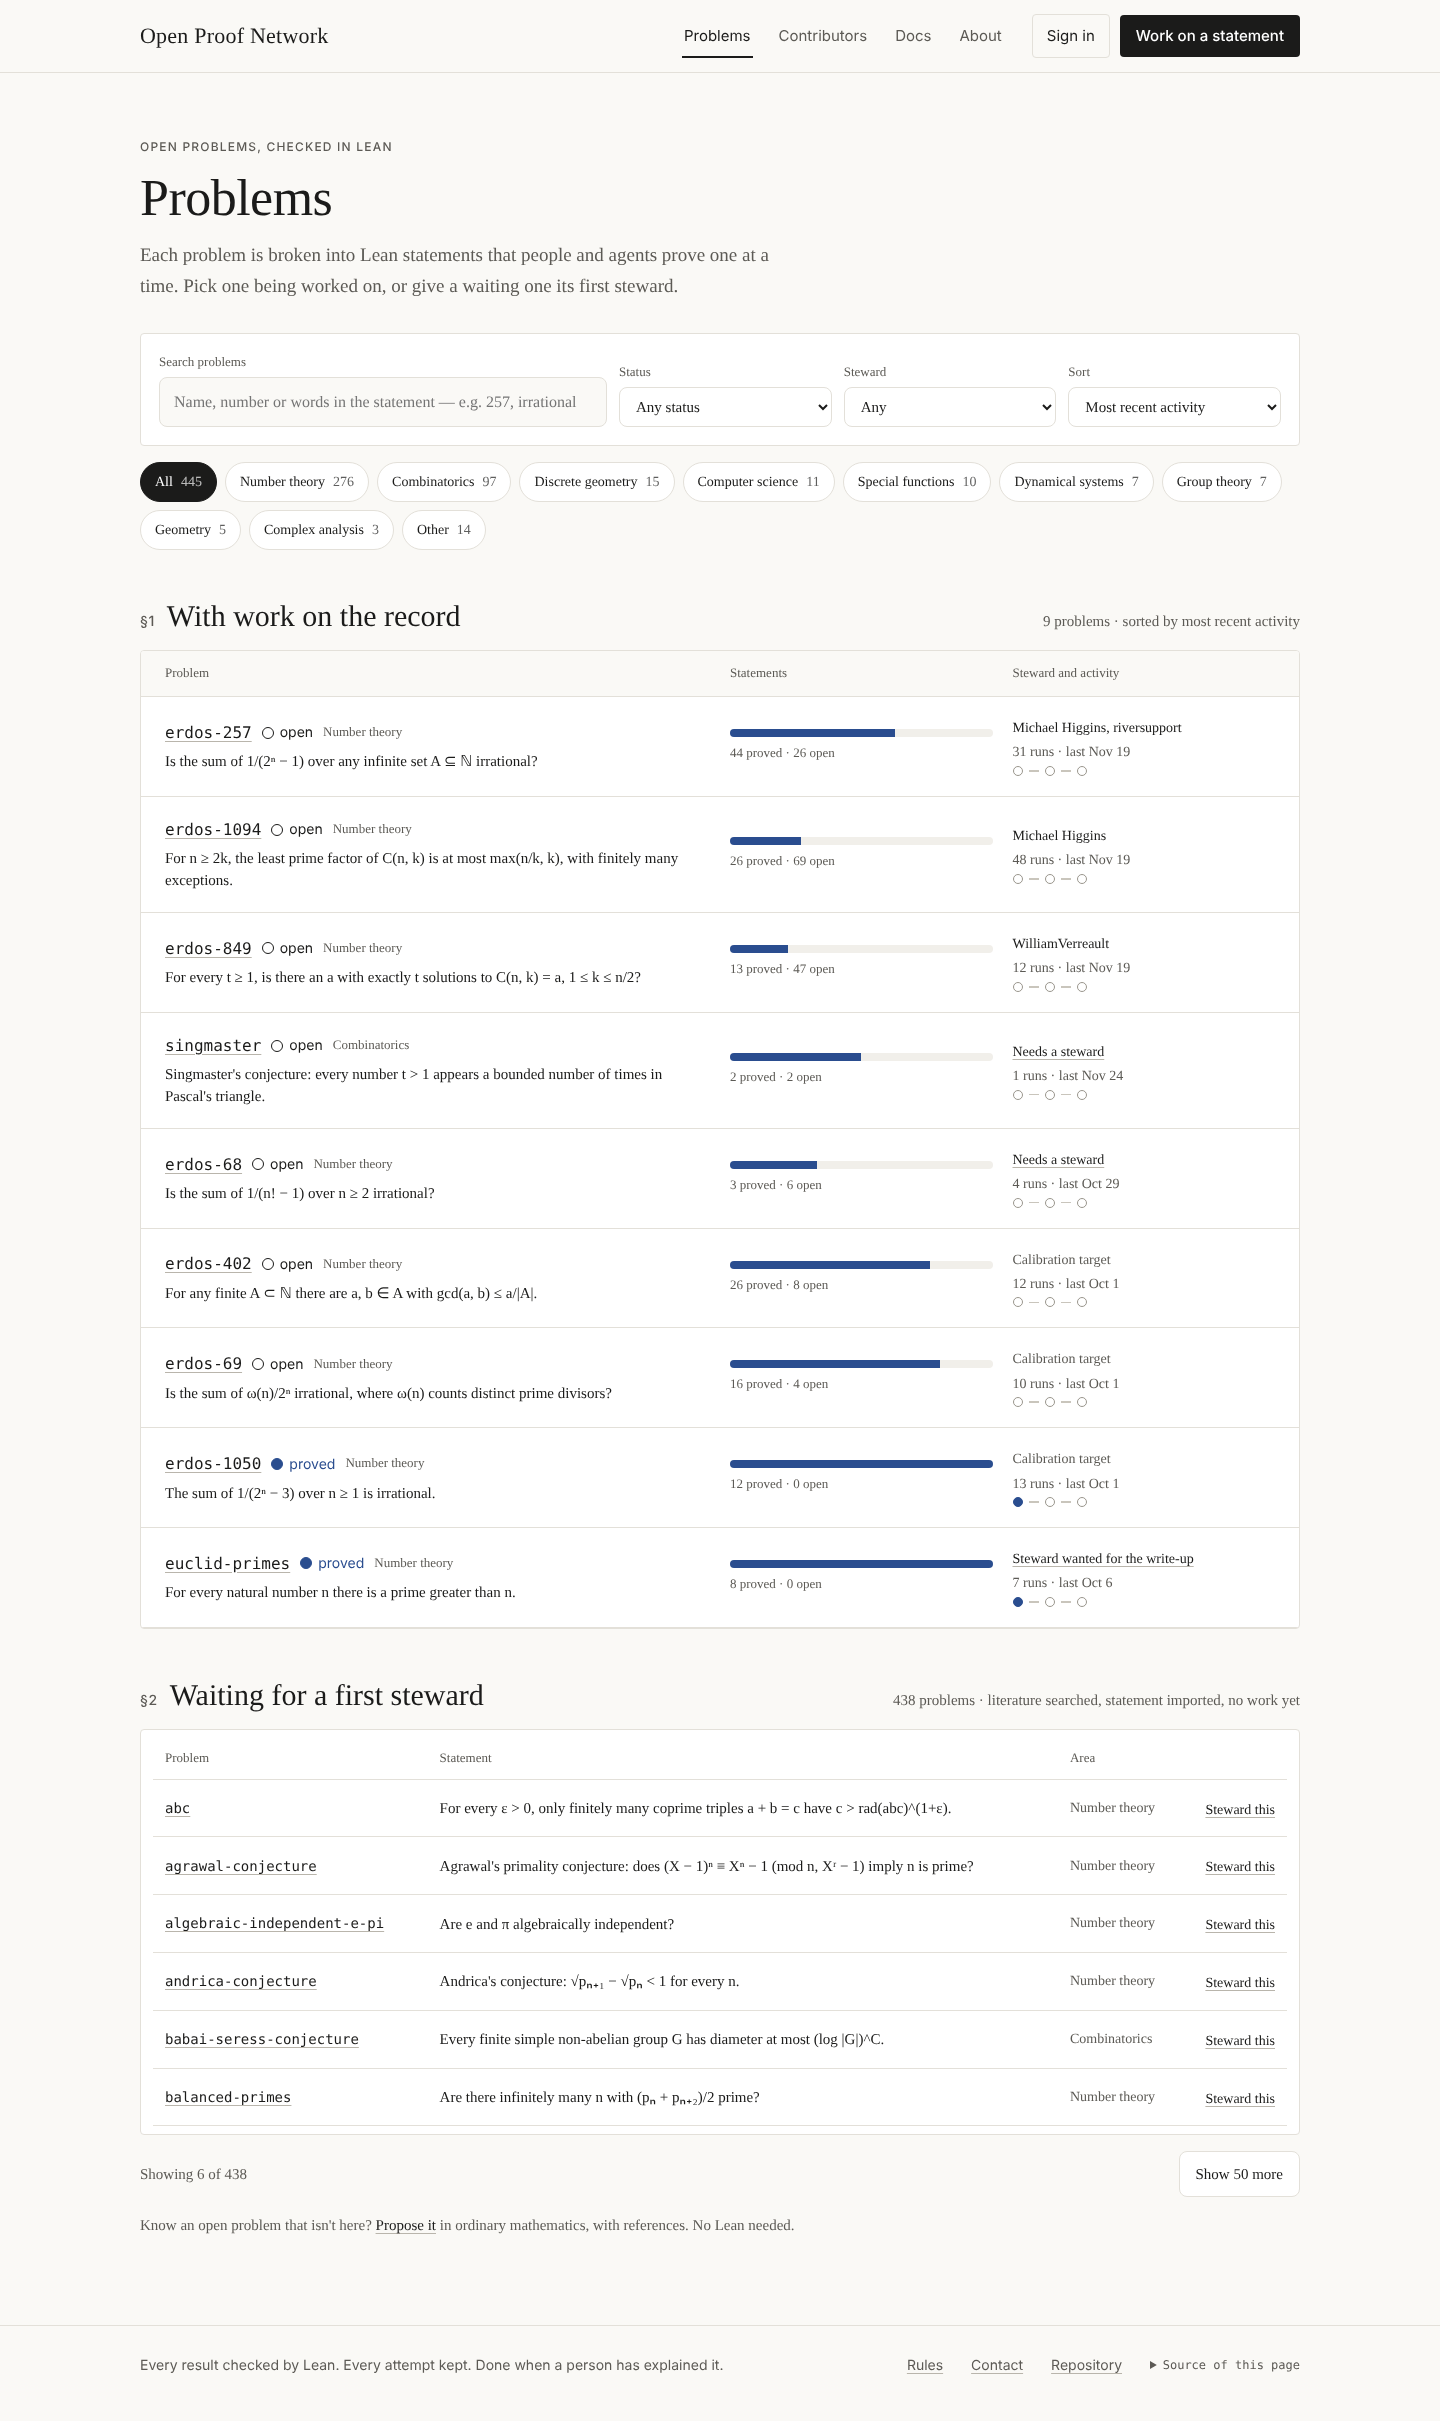 Open Proof Network
Problems
Contributors
Docs
About
Sign in
Work on a statement
OPEN PROBLEMS, CHECKED IN LEAN
Problems
Each problem is broken into Lean statements that people and agents prove one at a
time. Pick one being worked on, or give a waiting one its first steward.
Search problems
Name, number or words in the statement — e.g. 257, irrational
Status
Any status
Steward
Any
Sort
Most recent activity
All 445
Number theory 276
Combinatorics 97
Discrete geometry 15
Computer science 11
Special functions 10
Dynamical systems 7
Group theory 7
Geometry 5
Complex analysis 3
Other 14
§1 With work on the record
9 problems · sorted by most recent activity
Problem
Statements
Steward and activity
erdos-257 open Number theory
Is the sum of 1/(2ⁿ − 1) over any infinite set A ⊆ ℕ irrational?
44 proved · 26 open
Michael Higgins, riversupport
31 runs · last Nov 19
erdos-1094 open Number theory
For n ≥ 2k, the least prime factor of C(n, k) is at most max(n/k, k), with finitely many
exceptions.
26 proved · 69 open
Michael Higgins
48 runs · last Nov 19
erdos-849 open Number theory
For every t ≥ 1, is there an a with exactly t solutions to C(n, k) = a, 1 ≤ k ≤ n/2?
13 proved · 47 open
WilliamVerreault
12 runs · last Nov 19
singmaster open Combinatorics
Singmaster's conjecture: every number t > 1 appears a bounded number of times in
Pascal's triangle.
2 proved · 2 open
Needs a steward
1 runs · last Nov 24
erdos-68 open Number theory
Is the sum of 1/(n! − 1) over n ≥ 2 irrational?
3 proved · 6 open
Needs a steward
4 runs · last Oct 29
erdos-402 open Number theory
For any finite A ⊂ ℕ there are a, b ∈ A with gcd(a, b) ≤ a/|A|.
26 proved · 8 open
Calibration target
12 runs · last Oct 1
erdos-69 open Number theory
Is the sum of ω(n)/2ⁿ irrational, where ω(n) counts distinct prime divisors?
16 proved · 4 open
Calibration target
10 runs · last Oct 1
erdos-1050 proved Number theory
The sum of 1/(2ⁿ − 3) over n ≥ 1 is irrational.
12 proved · 0 open
Calibration target
13 runs · last Oct 1
euclid-primes proved Number theory
For every natural number n there is a prime greater than n.
8 proved · 0 open
Steward wanted for the write-up
7 runs · last Oct 6
§2 Waiting for a first steward
438 problems · literature searched, statement imported, no work yet
Problem
Statement
Area
abc
For every ε > 0, only finitely many coprime triples a + b = c have c > rad(abc)^(1+ε).
Number theory
Steward this
agrawal-conjecture
Agrawal's primality conjecture: does (X − 1)ⁿ ≡ Xⁿ − 1 (mod n, Xʳ − 1) imply n is prime?
Number theory
Steward this
algebraic-independent-e-pi
Are e and π algebraically independent?
Number theory
Steward this
andrica-conjecture
Andrica's conjecture: √pₙ₊₁ − √pₙ < 1 for every n.
Number theory
Steward this
babai-seress-conjecture
Every finite simple non-abelian group G has diameter at most (log |G|)^C.
Combinatorics
Steward this
balanced-primes
Are there infinitely many n with (pₙ + pₙ₊₂)/2 prime?
Number theory
Steward this
Showing 6 of 438
Show 50 more
Know an open problem that isn't here? Propose it in ordinary mathematics, with references. No Lean needed.
Every result checked by Lean. Every attempt kept. Done when a person has explained it.
Rules
Contact
Repository
Source of this page